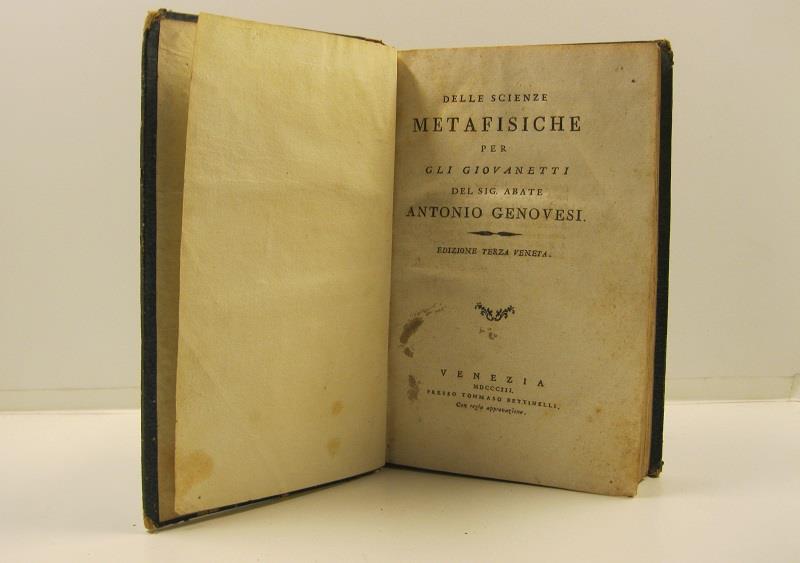 DELLE SCIENZE
METAFISICHE
PER
GLI GIOVANETTI
DEL SIG. ABATE
ANTONIO GENOVESI.
EDIZIONE TERZA VENETA.
VENEZIA
MDCCCIII.
PRESSO TOMMASO BETTINELLI.
Con regia approvazione.